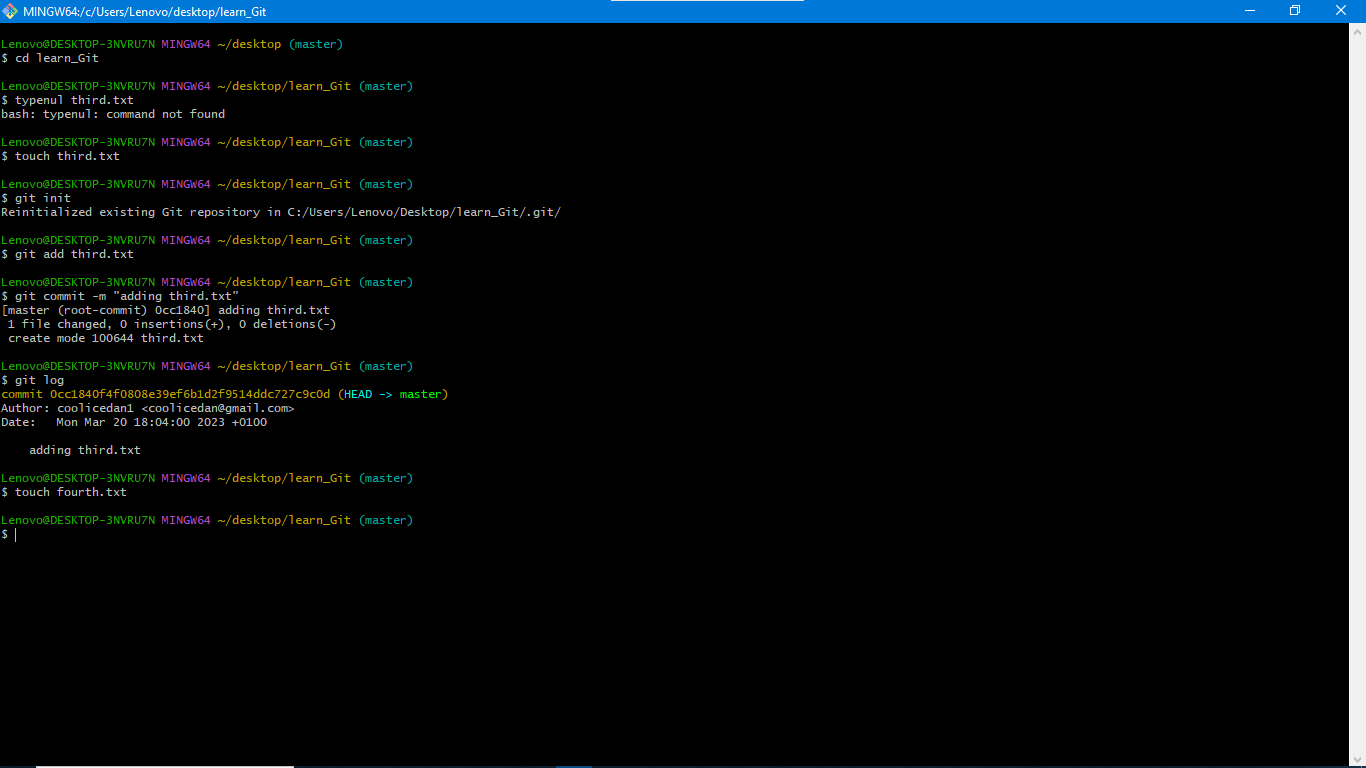 MINGW64:/c/Users/Lenovo/desktop/learn_Git
Lenovo@DESKTOP-3NVRU7N MINGW64 ~/desktop (master)
$ cd learn_Git
Lenovo@DESKTOP-3NVRU7N MINGW64 ~/desktop/learn_Git (master)
$ typenul third.txt
bash: typenul: command not found
Lenovo@DESKTOP-3NVRU7N MINGW64 ~/desktop/learn_Git (master)
$ touch third.txt
Lenovo@DESKTOP-3NVRU7N MINGW64 ~/desktop/learn_Git (master)
$ git init
Reinitialized existing Git repository in C:/Users/Lenovo/Desktop/learn_Git/.git/
Lenovo@DESKTOP-3NVRU7N MINGW64 ~/desktop/learn_Git (master)
$ git add third.txt
Lenovo@DESKTOP-3NVRU7N MINGW64 ~/desktop/learn_Git (master)
$ git commit -m "adding third.txt"
[master (root-commit) 0cc1840] adding third.txt
 1 file changed, 0 insertions(+), 0 deletions(-)
 create mode 100644 third.txt
Lenovo@DESKTOP-3NVRU7N MINGW64 ~/desktop/learn_Git (master)
$ git log
commit 0cc1840f4f0808e39ef6b1d2f9514ddc727c9c0d (HEAD -> master)
Author: coolicedan1 <coolicedan@gmail.com>
Date:   Mon Mar 20 18:04:00 2023 +0100
    adding third.txt
Lenovo@DESKTOP-3NVRU7N MINGW64 ~/desktop/learn_Git (master)
$ touch fourth.txt
Lenovo@DESKTOP-3NVRU7N MINGW64 ~/desktop/learn_Git (master)
$